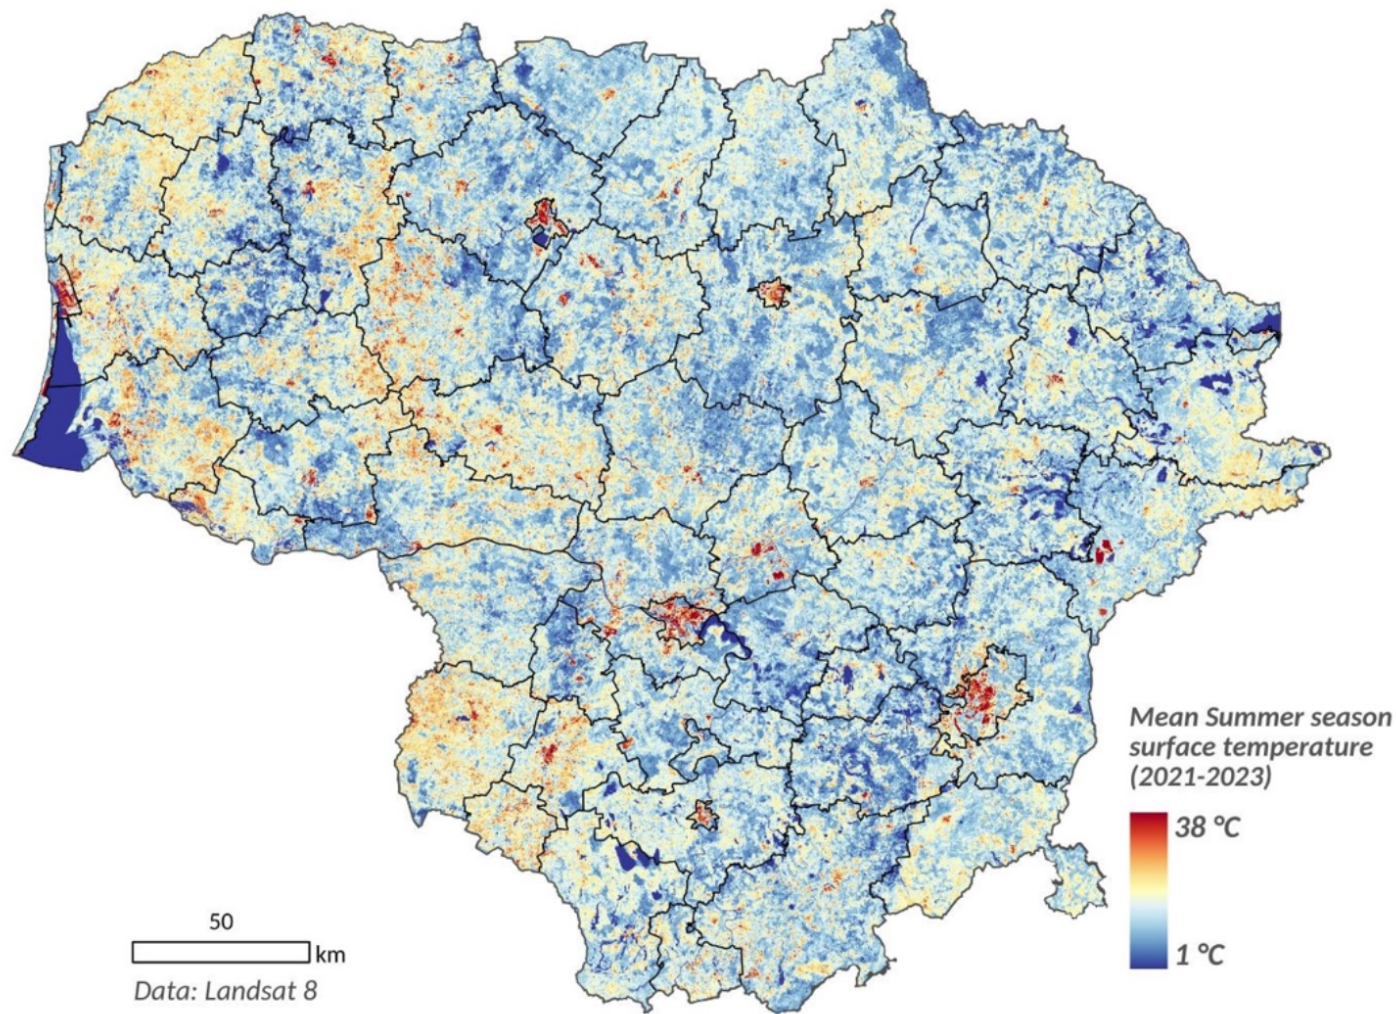 Mean Summer season
surface temperature
(2021-2023)
38 °C
1 °C
50
km
Data: Landsat 8